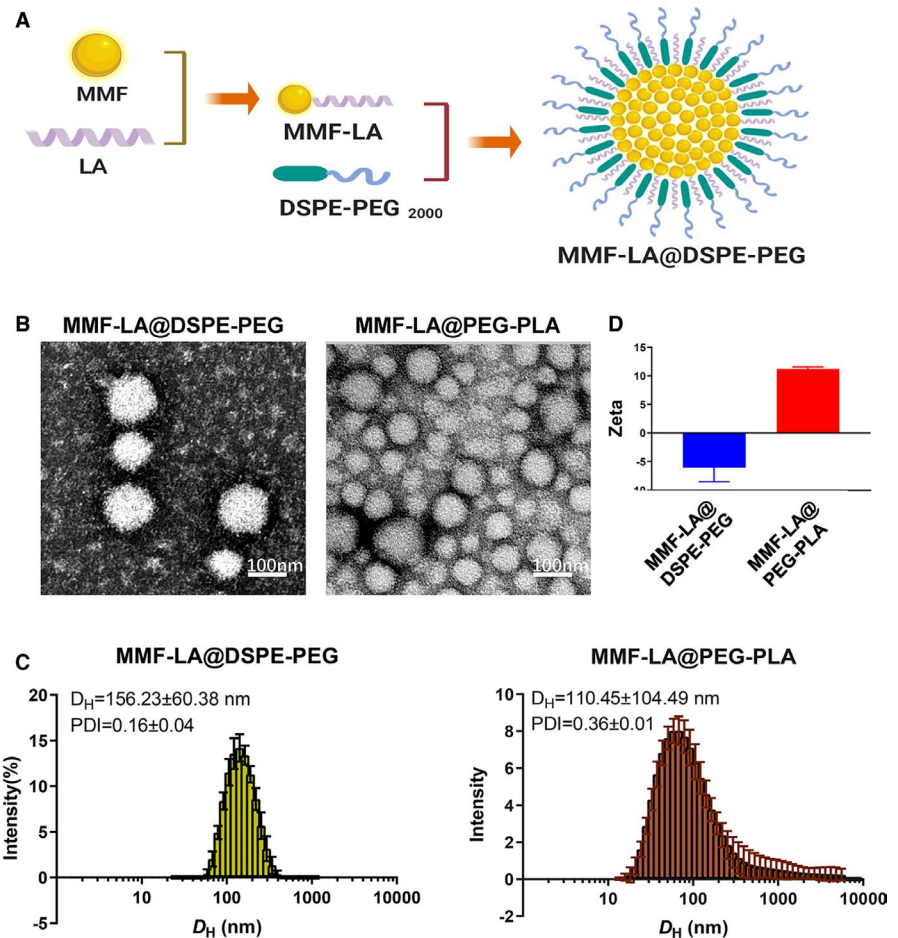 A
MMF
LA
MMF-LA
DSPE-PEG 2000
MMF-LA@DSPE-PEG
B
MMF-LA@DSPE-PEG
MMF-LA@PEG-PLA
100nm
100nm
D
15
10
5
0
-5
10
Zeta
MMF-LA@
DSPE-PEG
MMF-LA@
PEG-PLA
C
MMF-LA@DSPE-PEG
DH=156.23±60.38 nm
PDI=0.16±0.04
Intensity(%)
20
15
10
5
0
-5
10
100
1000
10000
DH (nm)
MMF-LA@PEG-PLA
DH=110.45±104.49 nm
PDI=0.36±0.01
Intensity
10
8
6
4
2
0
-2
10
100
1000
10000
DH (nm)